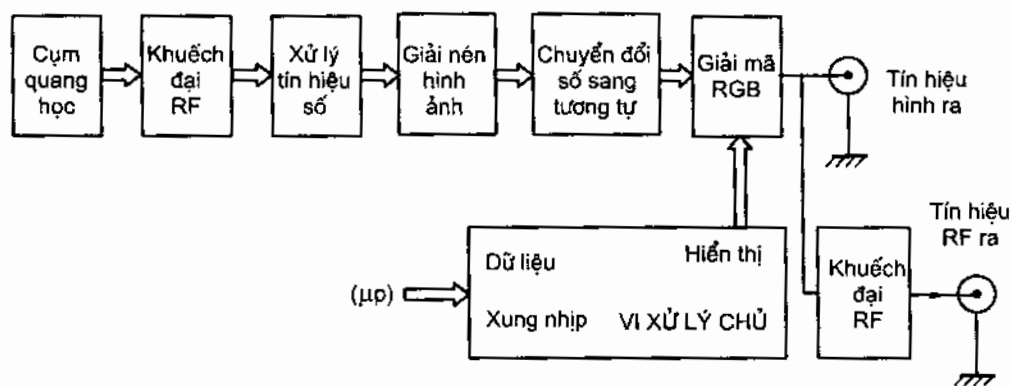 Cụm
quang
học
Khuếch
đại
RF
Xử lý
tín hiệu
số
Giải nén
hình
ảnh
Chuyển đổi
số sang
tương tự
Giải mã
RGB
Tín hiệu
hình ra
Tín hiệu
RF ra
(µp)
Dữ liệu
Hiển thị
Xung nhịp
VI XỬ LÝ CHỦ
Khuếch
đại
RF